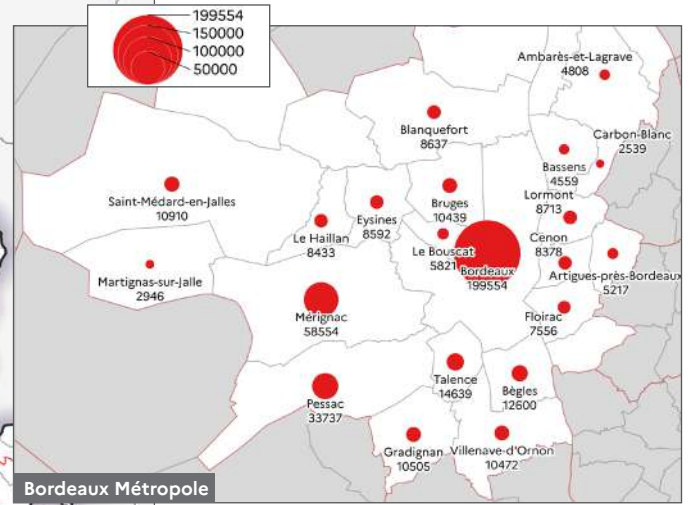 199554
150000
100000
50000
Ambarès-et-Lagrave
4808
Blanquefort
8637
Carbon-Blanc
2539
Bassens
4559
Saint-Médard-en-Jalles
10910
Eysines
8592
Bruges
10439
Lormont
8713
Le Haillan
8433
Le Bouscat
5821
Bordeaux
199554
Cenon
8378
Artigues-près-Bordeaux
5217
Martignas-sur-Jalle
2946
Mérignac
58554
Floirac
7556
Talence
14639
Bègles
12600
Pessac
33737
Gradignan
10505
Villenave-d'Ornon
10472
Bordeaux Métropole